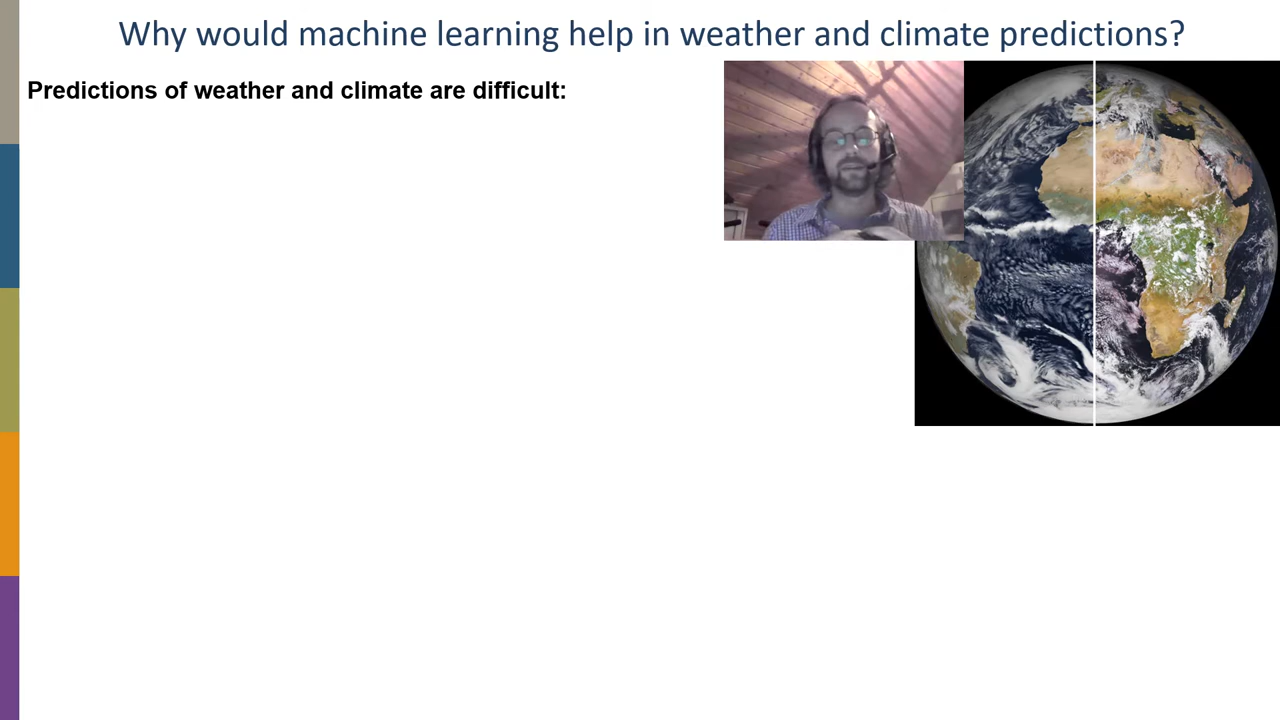 Why would machine learning help in weather and climate predictions?
Predictions of weather and climate are difficult: